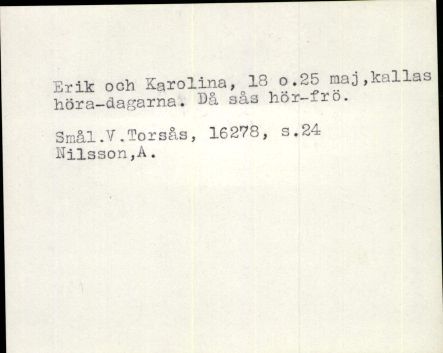 Erik och Karolina, 18 o.25 maj,kallas
höra-dagarna. Då sås hör-frö.
Smål.V.Torsås, 16278, s.24
Nilsson,A.